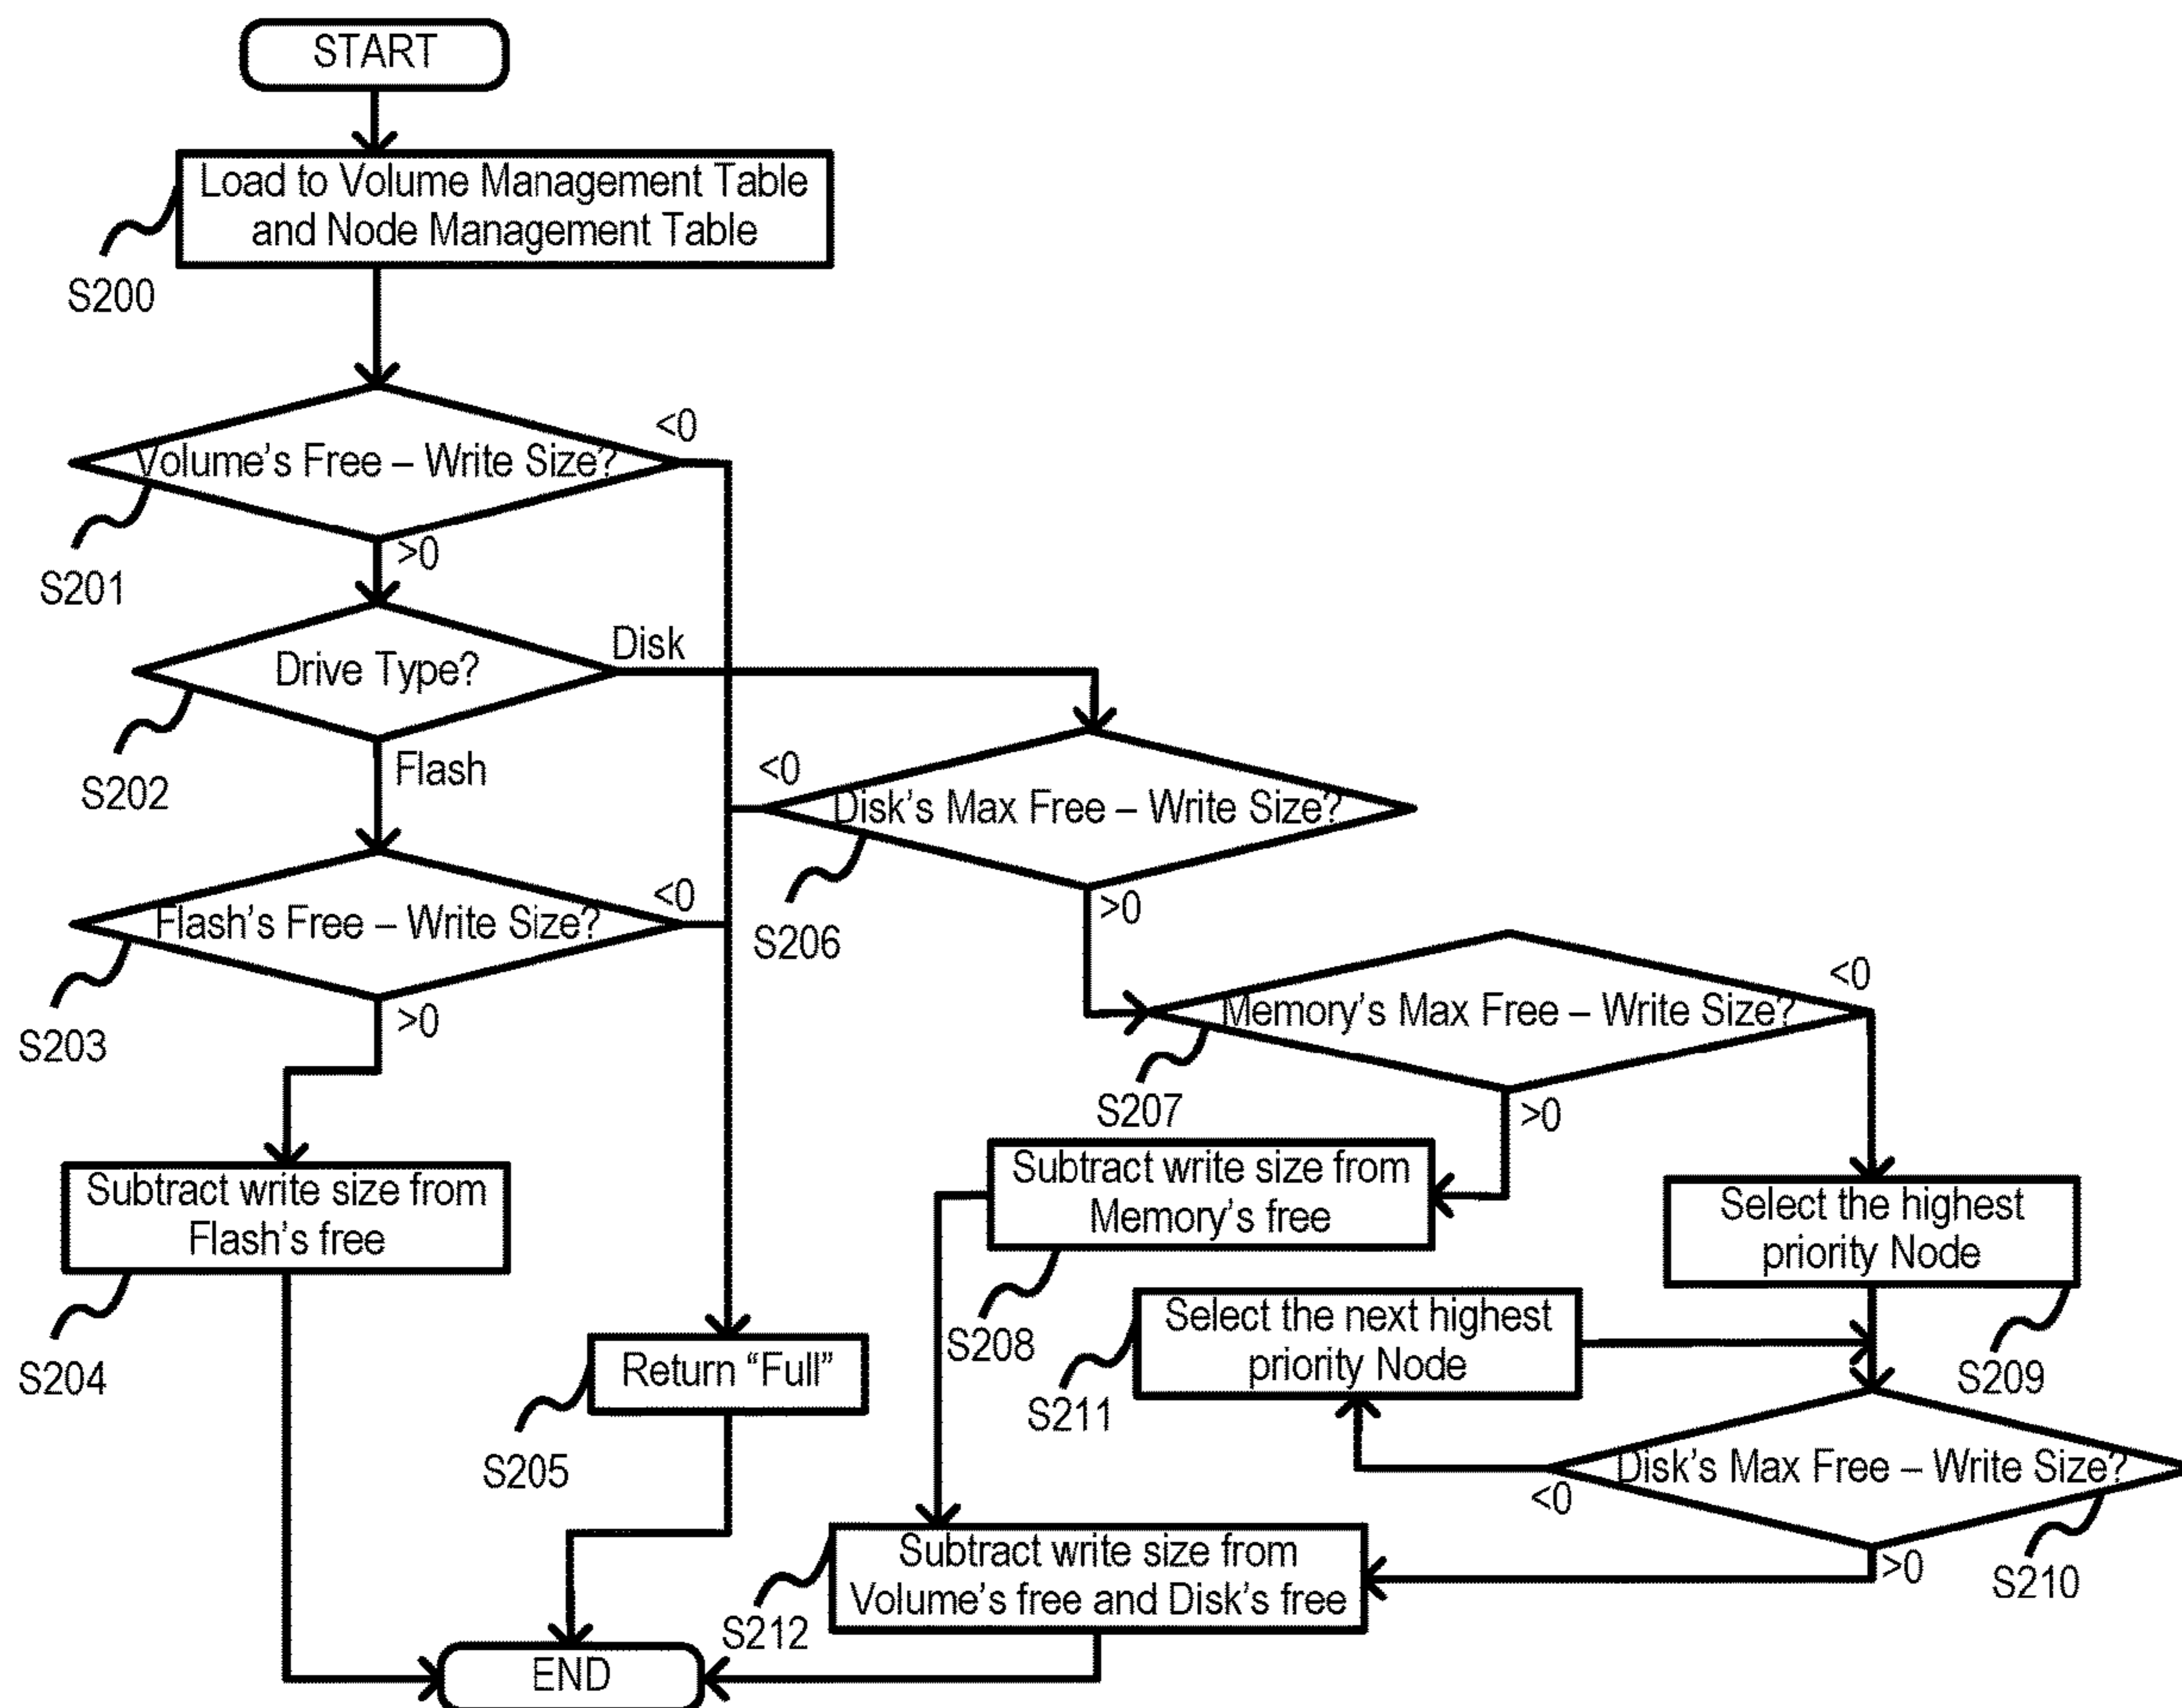 START
Load to Volume Management Table
and Node Management Table
S200
<0
Volume's Free – Write Size?
>0
S201
Disk
Drive Type?
S202
Flash
<0
Disk's Max Free – Write Size?
>0
S206
<0
Flash's Free – Write Size?
>0
S203
<0
Memory's Max Free – Write Size?
>0
S207
Subtract write size from
Flash's free
S204
Subtract write size from
Memory's free
S208
Select the highest
priority Node
S209
Select the next highest
priority Node
S211
Return “Full”
S205
Disk's Max Free – Write Size?
<0
>0
S210
Subtract write size from
Volume's free and Disk's free
S212
END